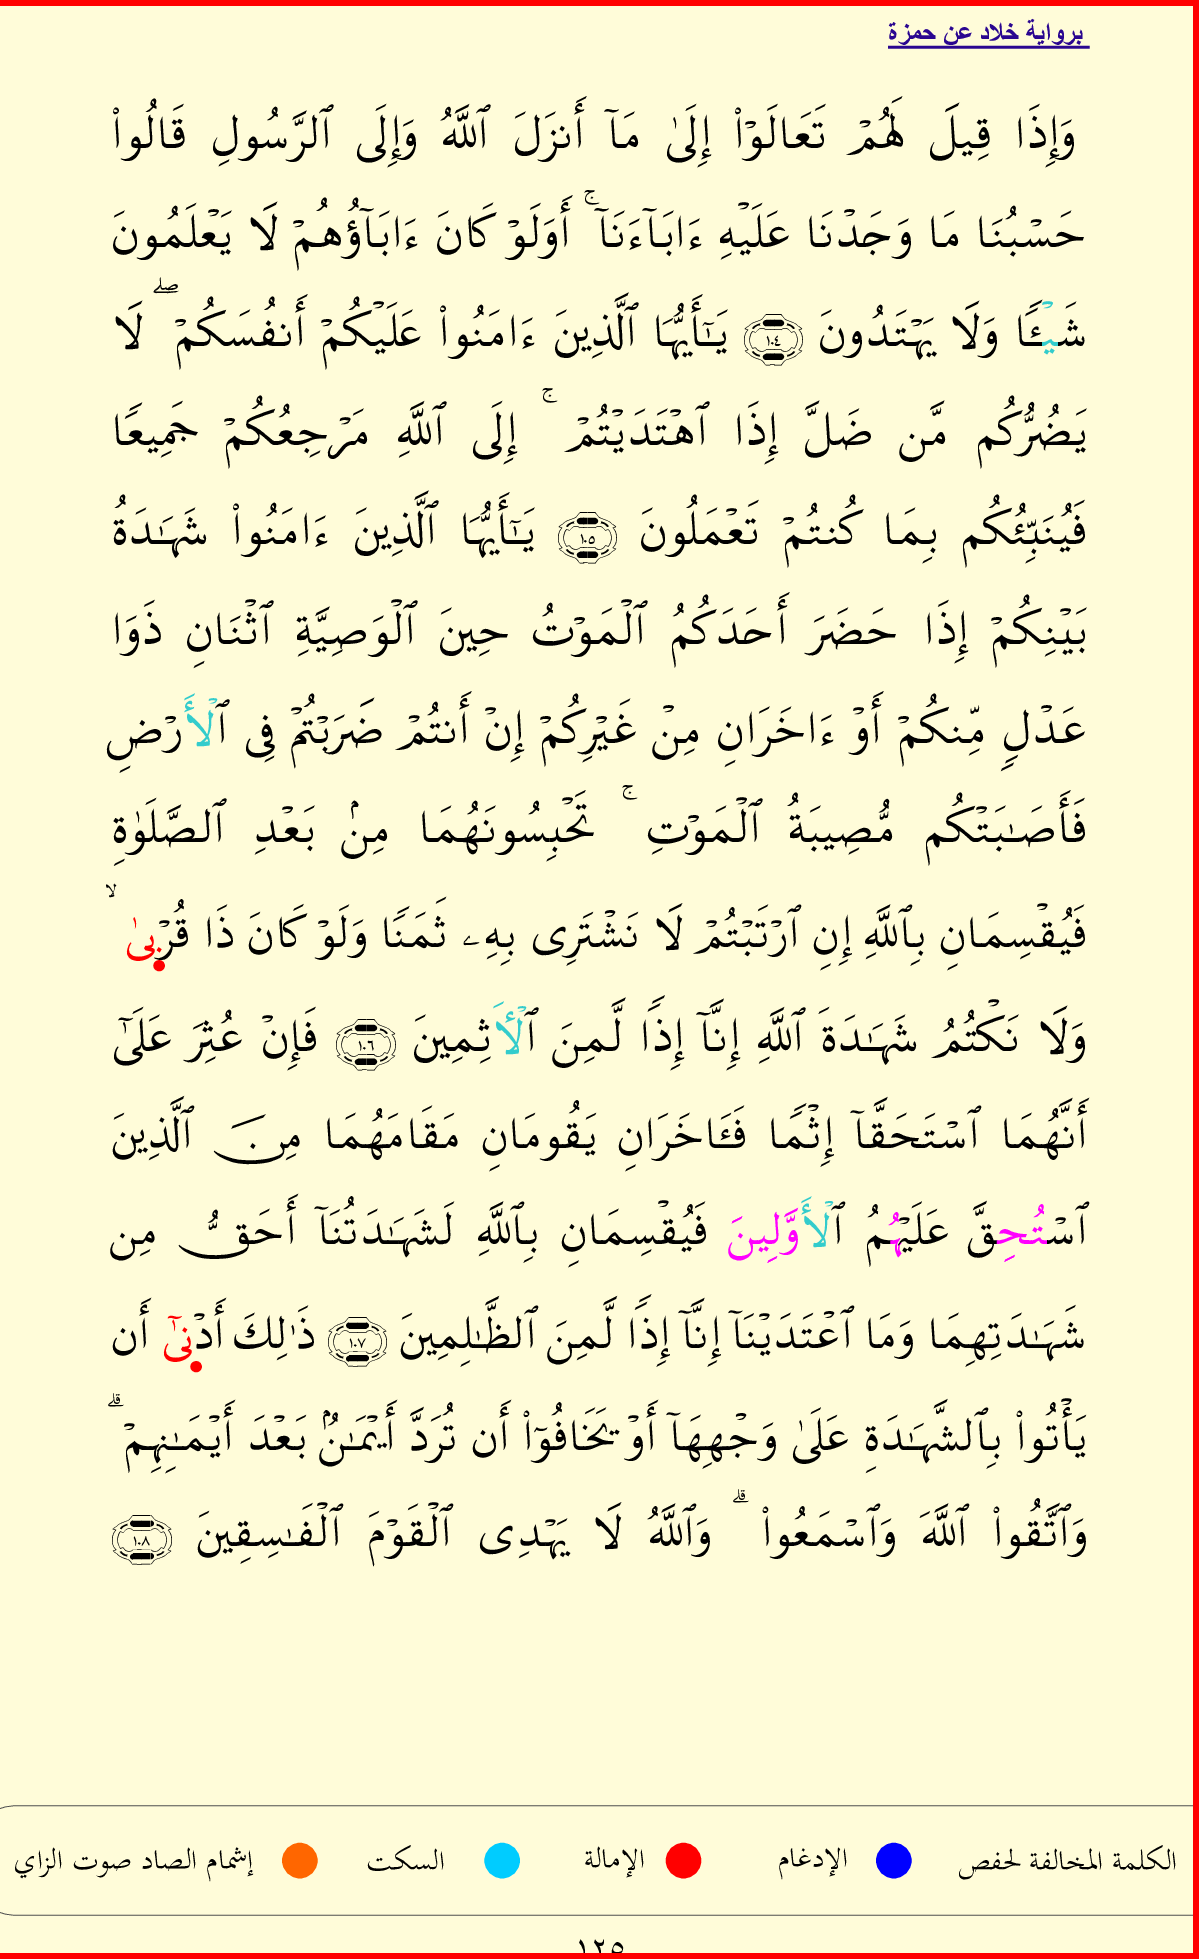 برواية خلاد عن حمزة
وَإِذَا قِيلَ لَهُمۡ تَعَالَوۡاْ إِلَىٰ مَآ أَنزَلَ ٱللَّهُ وَإِلَى ٱلرَّسُولِ قَالُواْ
حَسۡبُنَا مَا وَجَدۡنَا عَلَيۡهِ ءَابَآءَنَآۚ أَوَلَوۡ كَانَ ءَابَآؤُهُمۡ لَا يَعۡلَمُونَ
شَيۡـًٔا وَلَا يَهۡتَدُونَ ١٠٤ يَـٰٓأَيُّهَا ٱلَّذِينَ ءَامَنُواْ عَلَيۡكُمۡ أَنفُسَكُمۡۖ لَا
يَضُرُّكُم مَّن ضَلَّ إِذَا ٱهۡتَدَيۡتُمۡۚ إِلَى ٱللَّهِ مَرۡجِعُكُمۡ جَمِيعًا
فَيُنَبِّئُكُم بِمَا كُنتُمۡ تَعۡمَلُونَ ١٠٥ يَـٰٓأَيُّهَا ٱلَّذِينَ ءَامَنُواْ شَهَـٰدَةُ
بَيۡنِكُمۡ إِذَا حَضَرَ أَحَدَكُمُ ٱلۡمَوۡتُ حِينَ ٱلۡوَصِيَّةِ ٱثۡنَانِ ذَوَا
عَدۡلٍ مِّنكُمۡ أَوۡ ءَاخَرَانِ مِنۡ غَيۡرِكُمۡ إِنۡ أَنتُمۡ ضَرَبۡتُمۡ فِى ٱلۡأَرۡضِ
فَأَصَـٰبَتۡكُم مُّصِيبَةُ ٱلۡمَوۡتِۚ تَحۡبِسُونَهُمَا مِنۢ بَعۡدِ ٱلصَّلَوٰةِ
فَيُقۡسِمَانِ بِٱللَّهِ إِنِ ٱرۡتَبۡتُمۡ لَا نَشۡتَرِى بِهِۦ ثَمَنًا وَلَوۡ كَانَ ذَا قُرۡبىٰۙ
وَلَا نَكۡتُمُ شَهَـٰدَةَ ٱللَّهِ إِنَّآ إِذًا لَّمِنَ ٱلۡأَثِمِينَ ١٠٦ فَإِنۡ عُثِرَ عَلَىٰٓ
أَنَّهُمَا ٱسۡتَحَقَّآ إِثۡمًا فَـَٔاخَرَانِ يَقُومَانِ مَقَامَهُمَا مِنَ ٱلَّذِينَ
ٱسۡتُحِقَّ عَلَيۡهُمُ ٱلۡأَوَّلِينَ فَيُقۡسِمَانِ بِٱللَّهِ لَشَهَـٰدَتُنَآ أَحَقُّ مِن
شَهَـٰدَتِهِمَا وَمَا ٱعۡتَدَيۡنَآ إِنَّآ إِذًا لَّمِنَ ٱلظَّـٰلِمِينَ ١٠٧ ذَٰلِكَ أَدۡنىٰٓ أَن
يَأۡتُواْ بِٱلشَّهَـٰدَةِ عَلَىٰ وَجۡهِهَآ أَوۡ يَخَافُوٓاْ أَن تُرَدَّ أَيۡمَـٰنُۢ بَعۡدَ أَيۡمَـٰنِهِمۡۗ
وَٱتَّقُواْ ٱللَّهَ وَٱسۡمَعُواْۗ وَٱللَّهُ لَا يَهۡدِى ٱلۡقَوۡمَ ٱلۡفَـٰسِقِينَ ١٠٨
الكلمة المخالفة لحفص الإدغام الإمالة السكت إشمام الصاد صوت الزاي
١٢٥